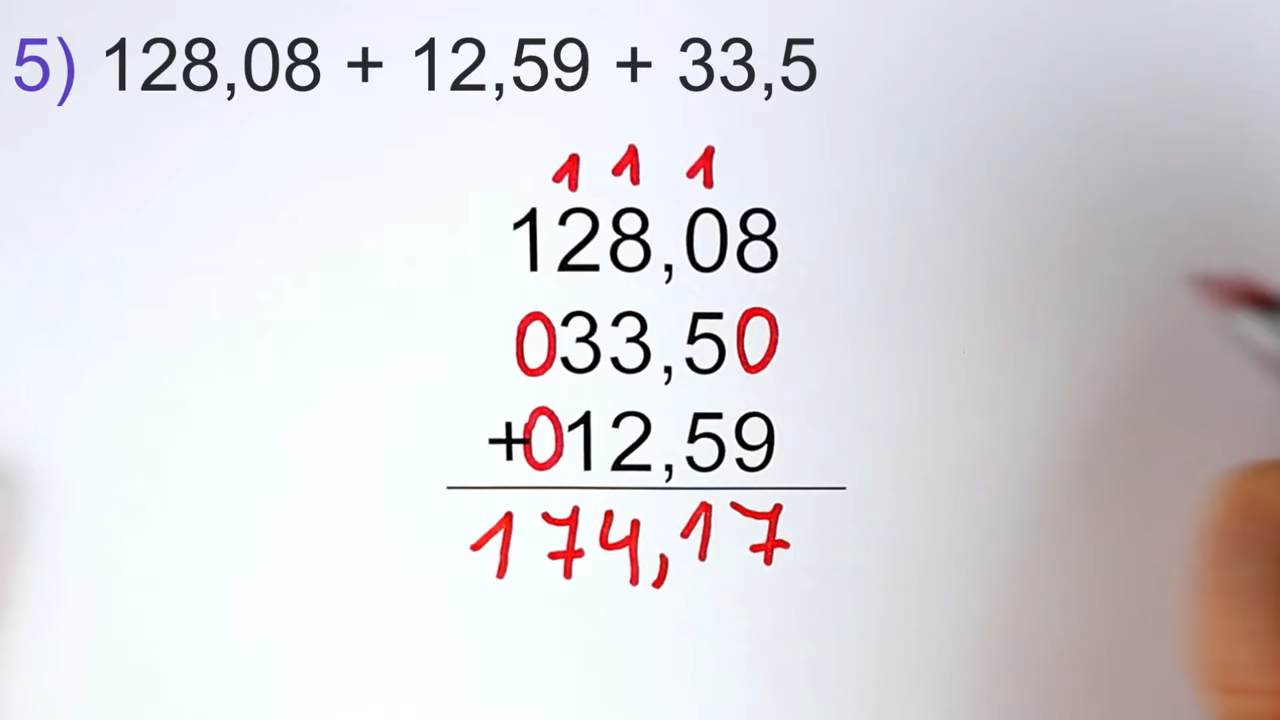 5) 128,08 + 12,59 + 33,5
1 1 1
128,08
033,50
+012,59
174,17